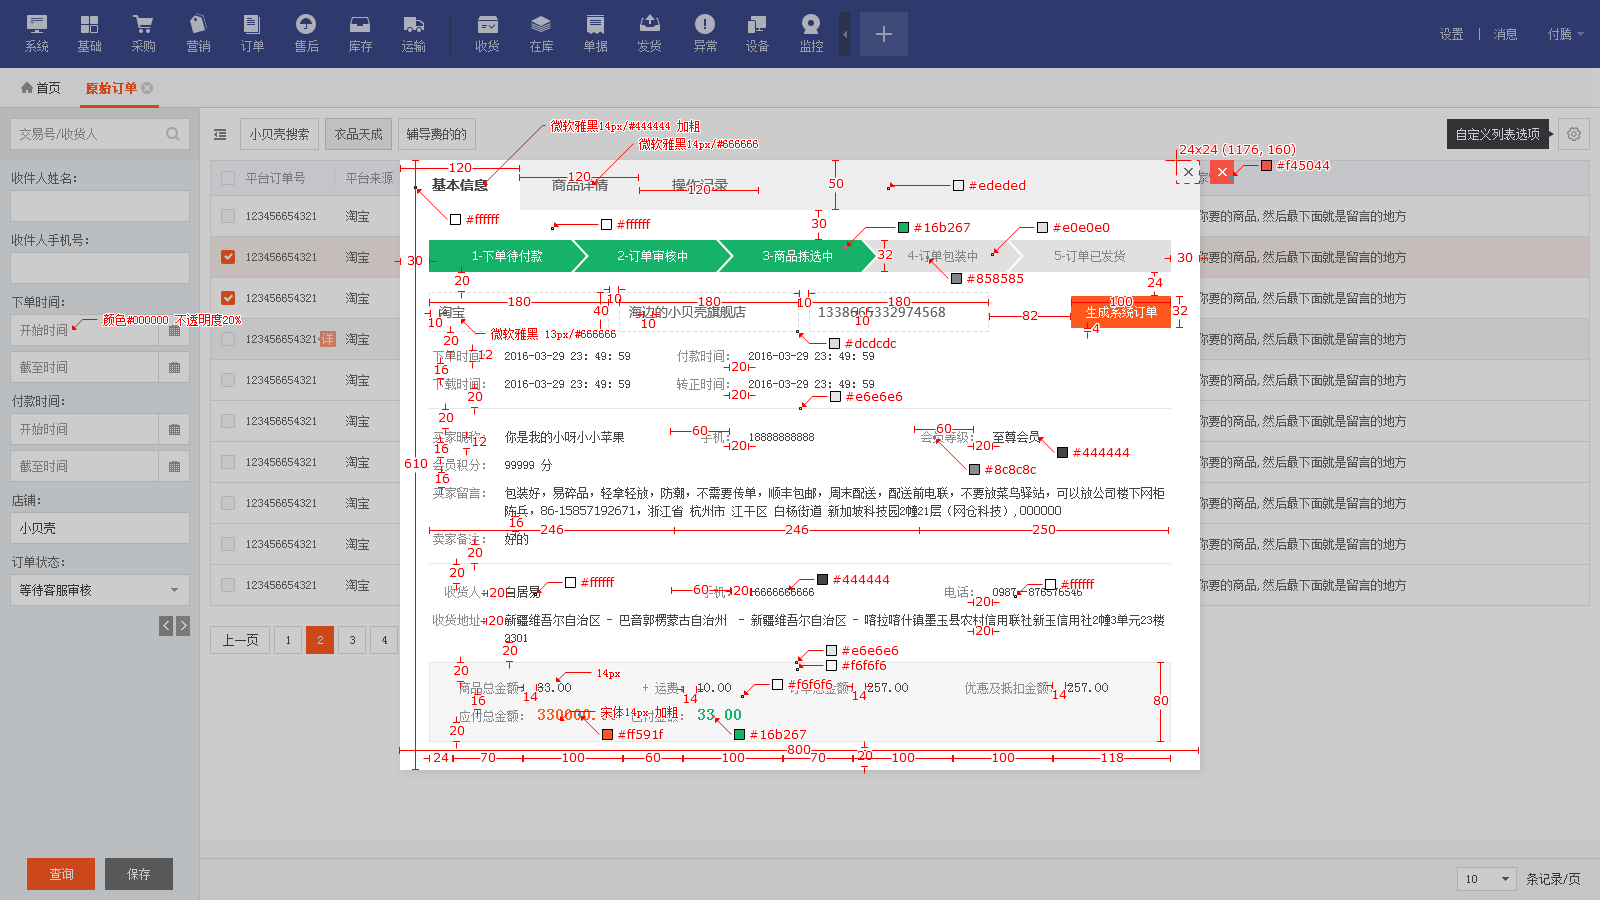 系统 基础 采购 营销 订单 售后 库存 运输 收货 在库 单据 发货 异常 设备 监控 设置 消息 付腾
首页 原始订单
交易号/收货人 小贝壳搜索 衣品天成 辅导费的的 自定义列表选项
微软雅黑14px/#444444 加粗
微软雅黑14px/#666666
24x24 (1176, 160)
#f45044
平台订单号 平台来源
收件人姓名:
120 120 120
基本信息 商品详情 操作记录
50 #ededed
#ffffff #ffffff 30 #16b267 #e0e0e0
123456654321 淘宝 你要的商品,然后最下面就是留言的地方
收件人手机号:
30 1-下单待付款 2-订单审核中 3-商品拣选中 32 4-订单包装中 5-订单已发货 30
123456654321 淘宝 你要的商品,然后最下面就是留言的地方
20 #858585 24
下单时间: 123456654321 淘宝 你要的商品,然后最下面就是留言的地方
180 10 180 10 180 100
淘宝 40 海边的小贝壳旗舰店 1338665332974568 82 生成系统订单 32
10 10 10 4
开始时间 颜色#000000 不透明度20%
微软雅黑 13px/#666666
123456654321 详 淘宝 你要的商品,然后最下面就是留言的地方
20 #dcdcdc
下单时间: 12 2016-03-29 23: 49: 59 付款时间: 2016-03-29 23: 49: 59
截至时间 16 20
123456654321 淘宝 你要的商品,然后最下面就是留言的地方
下载时间: 2016-03-29 23: 49: 59 转正时间: 2016-03-29 23: 49: 59
20 20 #e6e6e6
付款时间:
20
123456654321 淘宝 你要的商品,然后最下面就是留言的地方
开始时间 60 60
买家昵称: 12 你是我的小呀小小苹果 手机: 18888888888 会员等级: 至尊会员
16 20 20 #444444
123456654321 淘宝 你要的商品,然后最下面就是留言的地方
截至时间 610 会员积分: 99999 分 #8c8c8c
16
买家留言: 包装好, 易碎品, 轻拿轻放, 防潮, 不需要传单, 顺丰包邮, 周末配送, 配送前电联, 不要放菜鸟驿站, 可以放公司楼下网柜
店铺: 123456654321 淘宝 你要的商品,然后最下面就是留言的地方
陈兵, 86-15857192671, 浙江省 杭州市 江干区 白杨街道 新加坡科技园2幢21层 (网仓科技) ,000000
小贝壳 16 246 246 250
卖家备注: 好的
123456654321 淘宝 你要的商品,然后最下面就是留言的地方
20
订单状态:
20 #ffffff #444444 #ffffff
123456654321 淘宝 你要的商品,然后最下面就是留言的地方
等待客服审核
收货人 20 白居易 60 手机 20 16666666666 电话: 0987-876576546
20
收货地址 20 新疆维吾尔自治区 - 巴音郭楞蒙古自治州 - 新疆维吾尔自治区 - 喀拉喀什镇墨玉县农村信用联社新玉信用社2幢3单元23楼
20
2301
上一页 1 2 3 4
20 #e6e6e6
20 14px #f6f6f6
商品总金额 33.00 + 运费 10.00 #f6f6f6 订单总金额 257.00 优惠及抵扣金额 257.00
16 14 14 14 14 80
应付总金额: 330000. 宋体14px 加粗 33.00
20 #ff591f #16b267
800
24 70 100 60 100 70 20 100 100 118
查询 保存 10 条记录/页